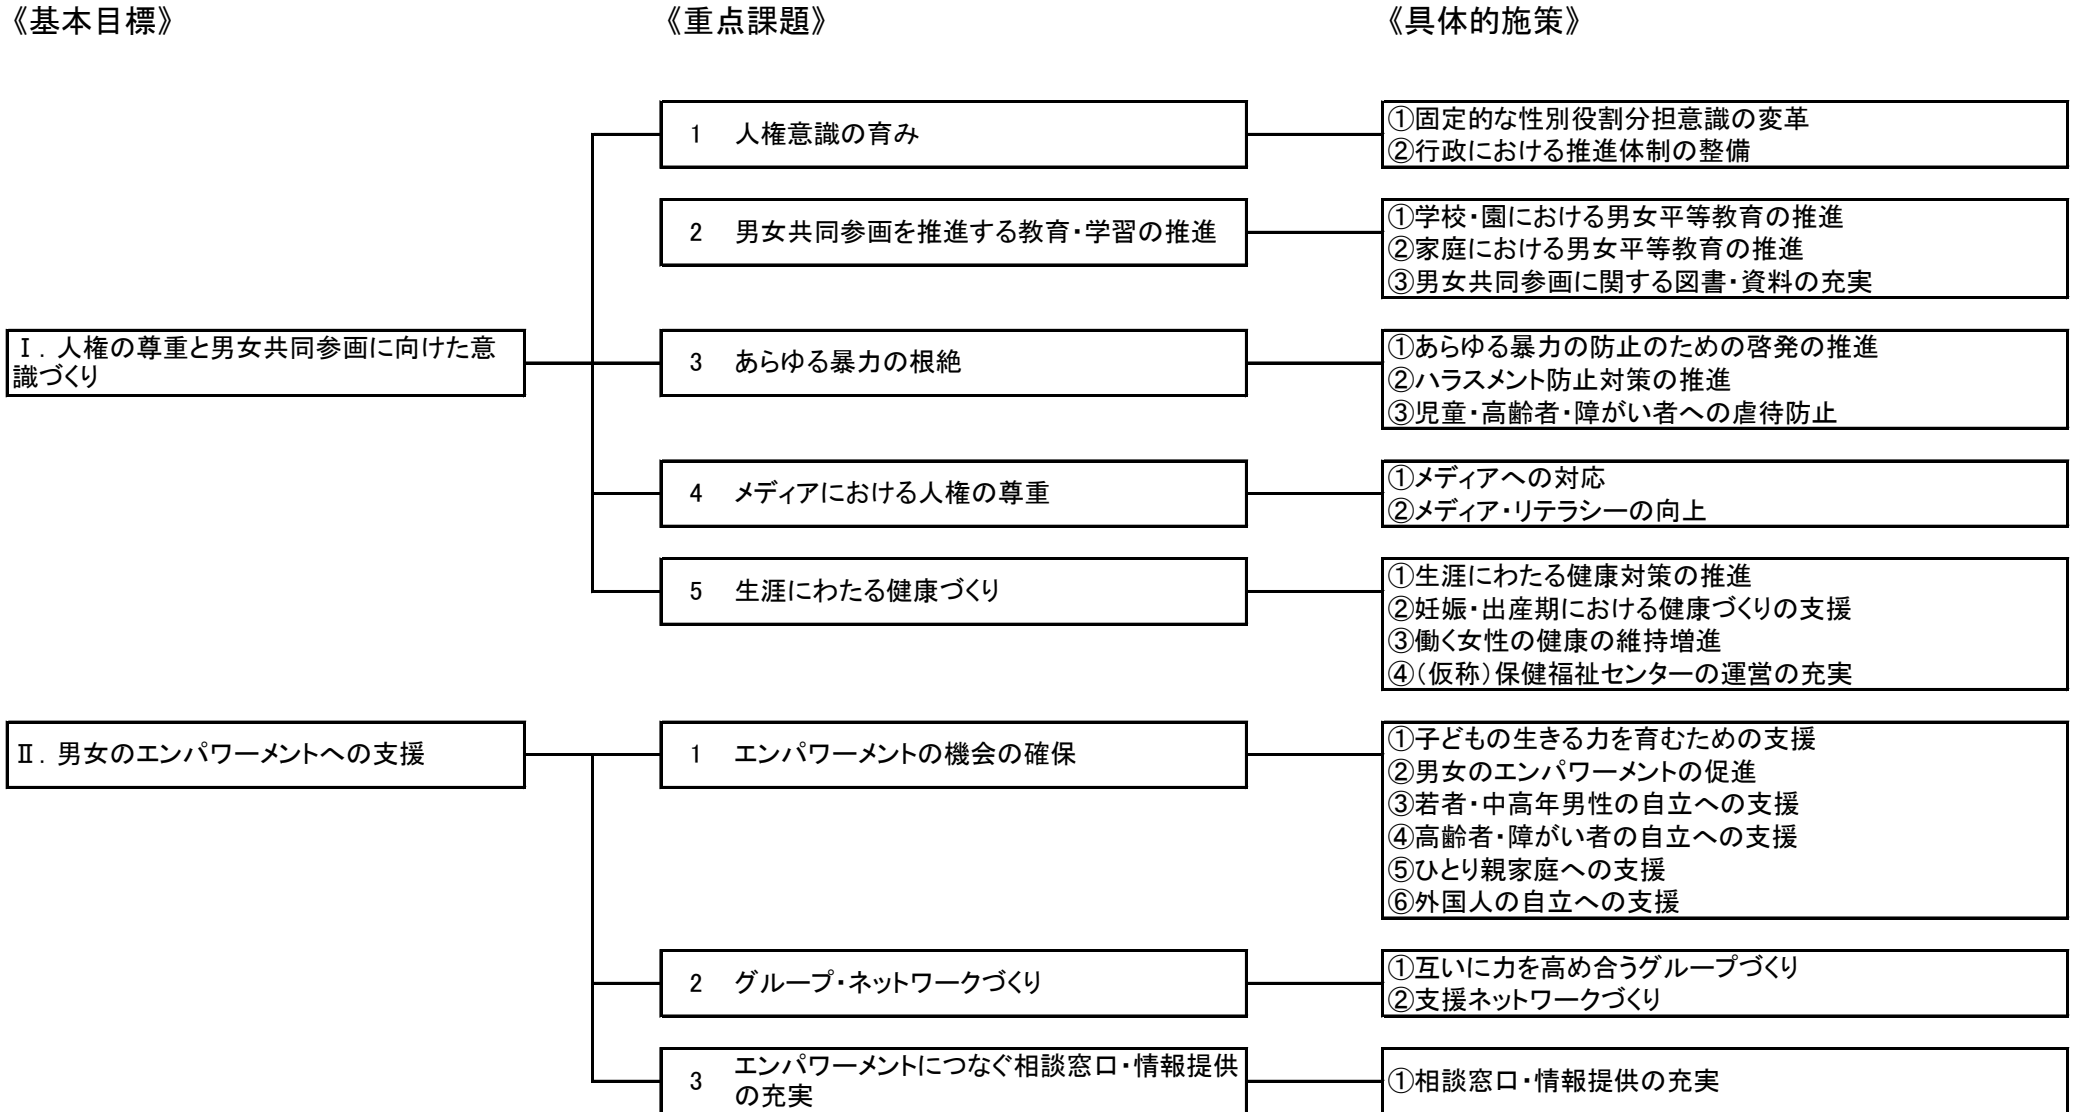 《基本目標》
《重点課題》
《具体的施策》
Ⅰ．人権の尊重と男女共同参画に向けた意
識づくり
1 人権意識の育み
①固定的な性別役割分担意識の変革
②行政における推進体制の整備
2 男女共同参画を推進する教育・学習の推進
①学校・園における男女平等教育の推進
②家庭における男女平等教育の推進
③男女共同参画に関する図書・資料の充実
3 あらゆる暴力の根絶
①あらゆる暴力の防止のための啓発の推進
②ハラスメント防止対策の推進
③児童・高齢者・障がい者への虐待防止
4 メディアにおける人権の尊重
①メディアへの対応
②メディア・リテラシーの向上
5 生涯にわたる健康づくり
①生涯にわたる健康対策の推進
②妊娠・出産期における健康づくりの支援
③働く女性の健康の維持増進
④（仮称）保健福祉センターの運営の充実
Ⅱ．男女のエンパワーメントへの支援
1 エンパワーメントの機会の確保
①子どもの生きる力を育むための支援
②男女のエンパワーメントの促進
③若者・中高年男性の自立への支援
④高齢者・障がい者の自立への支援
⑤ひとり親家庭への支援
⑥外国人の自立への支援
2 グループ・ネットワークづくり
①互いに力を高め合うグループづくり
②支援ネットワークづくり
3 エンパワーメントにつなぐ相談窓口・情報提供
の充実
①相談窓口・情報提供の充実